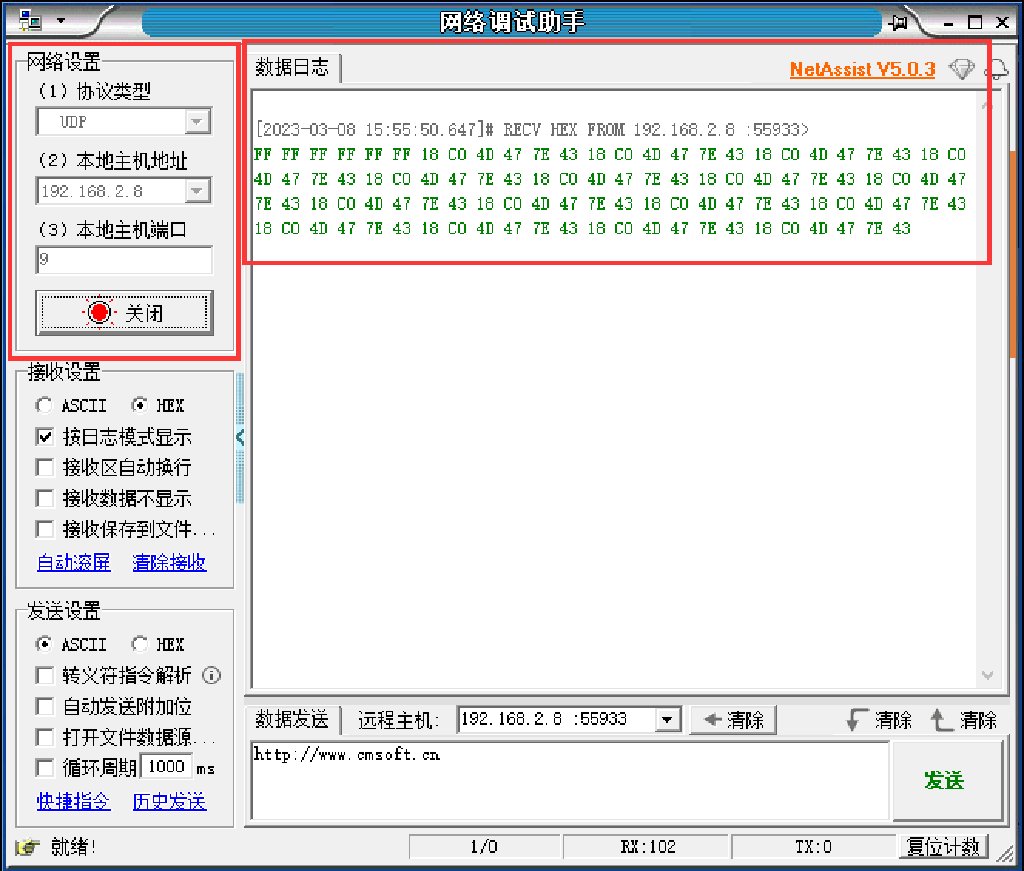 网络调试助手
网络设置
(1) 协议类型
UDP
(2) 本地主机地址
192.168.2.8
(3) 本地主机端口
9
关闭
接收设置
ASCII HEX
按日志模式显示
接收区自动换行
接收数据不显示
接收保存到文件...
自动滚屏 清除接收
发送设置
ASCII HEX
转义符指令解析
自动发送附加位
打开文件数据源...
循环周期 1000 ms
快捷指令 历史发送
数据日志 NetAssist V5.0.3
[2023-03-08 15:55:50.647]# RECV HEX FROM 192.168.2.8 :55933>
FF FF FF FF FF FF 18 C0 4D 47 7E 43 18 C0 4D 47 7E 43 18 C0 4D 47 7E 43 18 C0
4D 47 7E 43 18 C0 4D 47 7E 43 18 C0 4D 47 7E 43 18 C0 4D 47 7E 43 18 C0 4D 47
7E 43 18 C0 4D 47 7E 43 18 C0 4D 47 7E 43 18 C0 4D 47 7E 43 18 C0 4D 47 7E 43
18 C0 4D 47 7E 43 18 C0 4D 47 7E 43 18 C0 4D 47 7E 43 18 C0 4D 47 7E 43
数据发送 远程主机: 192.168.2.8 :55933 清除 清除 清除
http://www.cmsoft.cn
发送
就绪! 1/0 RX:102 TX:0 复位计数